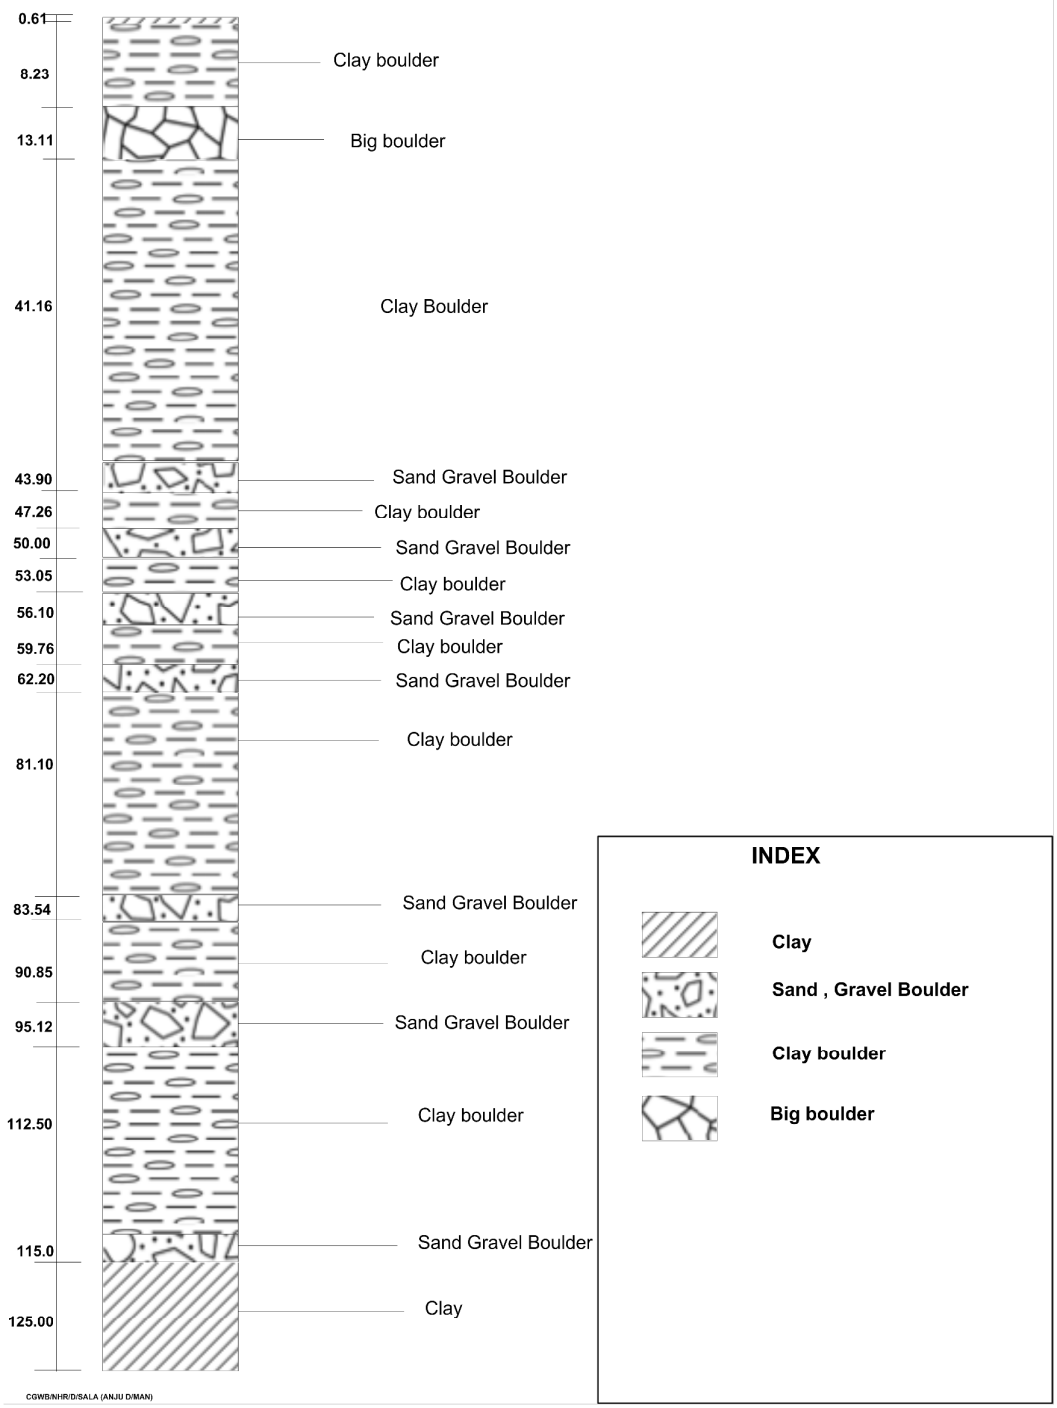 0.61
Clay boulder
8.23
13.11
Big boulder
41.16
Clay Boulder
43.90
Sand Gravel Boulder
47.26
Clay boulder
50.00
Sand Gravel Boulder
53.05
Clay boulder
56.10
Sand Gravel Boulder
59.76
Clay boulder
62.20
Sand Gravel Boulder
Clay boulder
81.10
83.54
Sand Gravel Boulder
90.85
Clay boulder
95.12
Sand Gravel Boulder
112.50
Clay boulder
115.0
Sand Gravel Boulder
125.00
Clay
INDEX
Clay
Sand , Gravel Boulder
Clay boulder
Big boulder
CGWB/NHR/D/SALA (ANJU D/MAN)